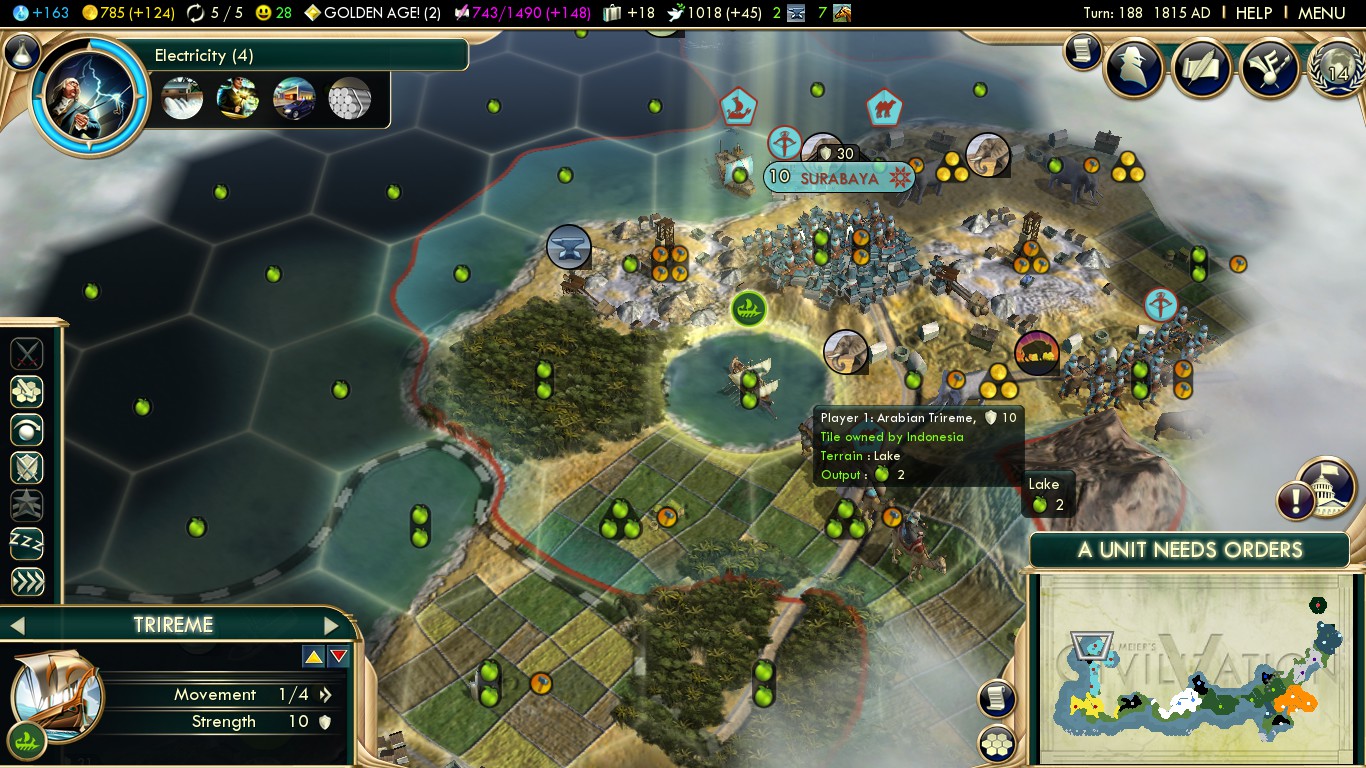 +163 785 (+124) 5 / 5 28 GOLDEN AGE! (2) 743/1490 (+148) +18 1018 (+45) 2 7 Turn: 188 1815 AD HELP MENU
Electricity (4)
14
30
10 SURABAYA
Player 1: Arabian Trireme, 10
Tile owned by Indonesia
Terrain : Lake
Output : 2
Lake
2
A UNIT NEEDS ORDERS
TRIREME
Movement 1/4
Strength 10
MEIER'S
CIVILIZATION